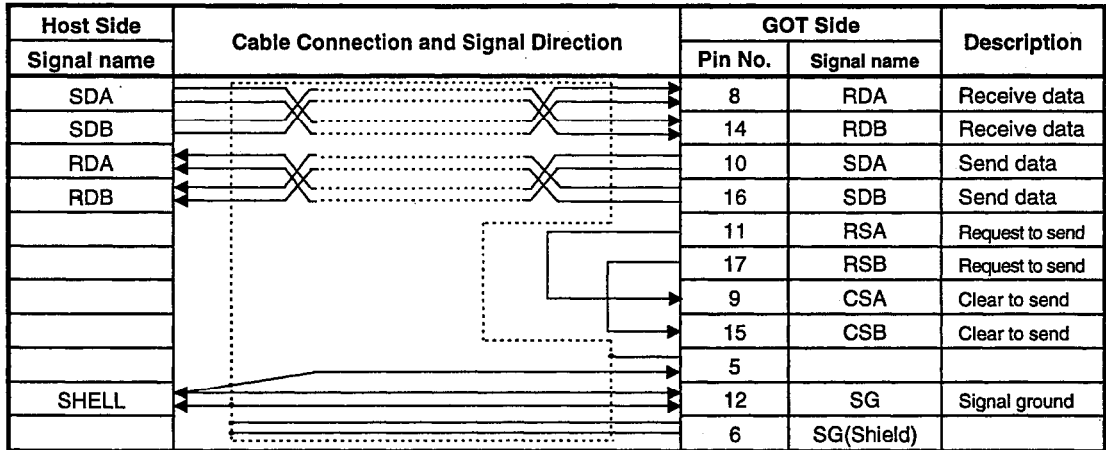 Host Side
Signal name
Cable Connection and Signal Direction
GOT Side
Pin No.
Signal name
Description
SDA
8
RDA
Receive data
SDB
14
RDB
Receive data
RDA
10
SDA
Send data
RDB
16
SDB
Send data
11
RSA
Request to send
17
RSB
Request to send
9
CSA
Clear to send
15
CSB
Clear to send
5
SHELL
12
SG
Signal ground
6
SG(Shield)